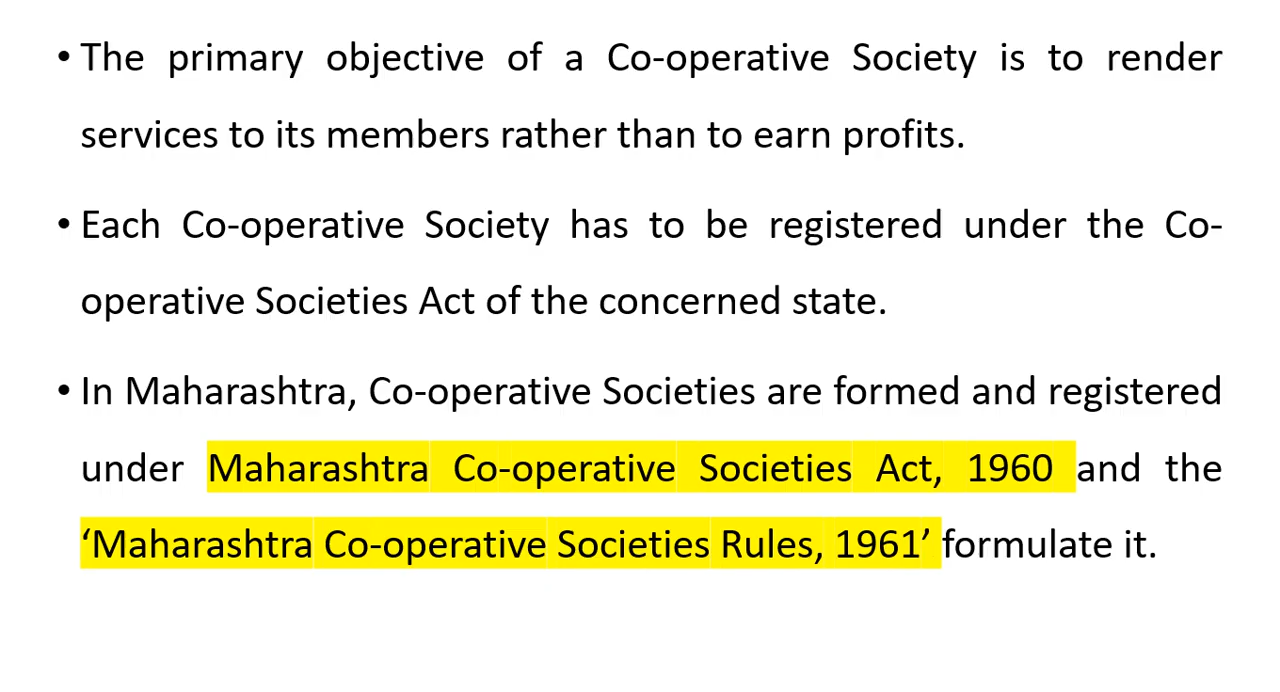 • The primary objective of a Co-operative Society is to render
services to its members rather than to earn profits.
• Each Co-operative Society has to be registered under the Co-
operative Societies Act of the concerned state.
• In Maharashtra, Co-operative Societies are formed and registered
under Maharashtra Co-operative Societies Act, 1960 and the
‘Maharashtra Co-operative Societies Rules, 1961’ formulate it.